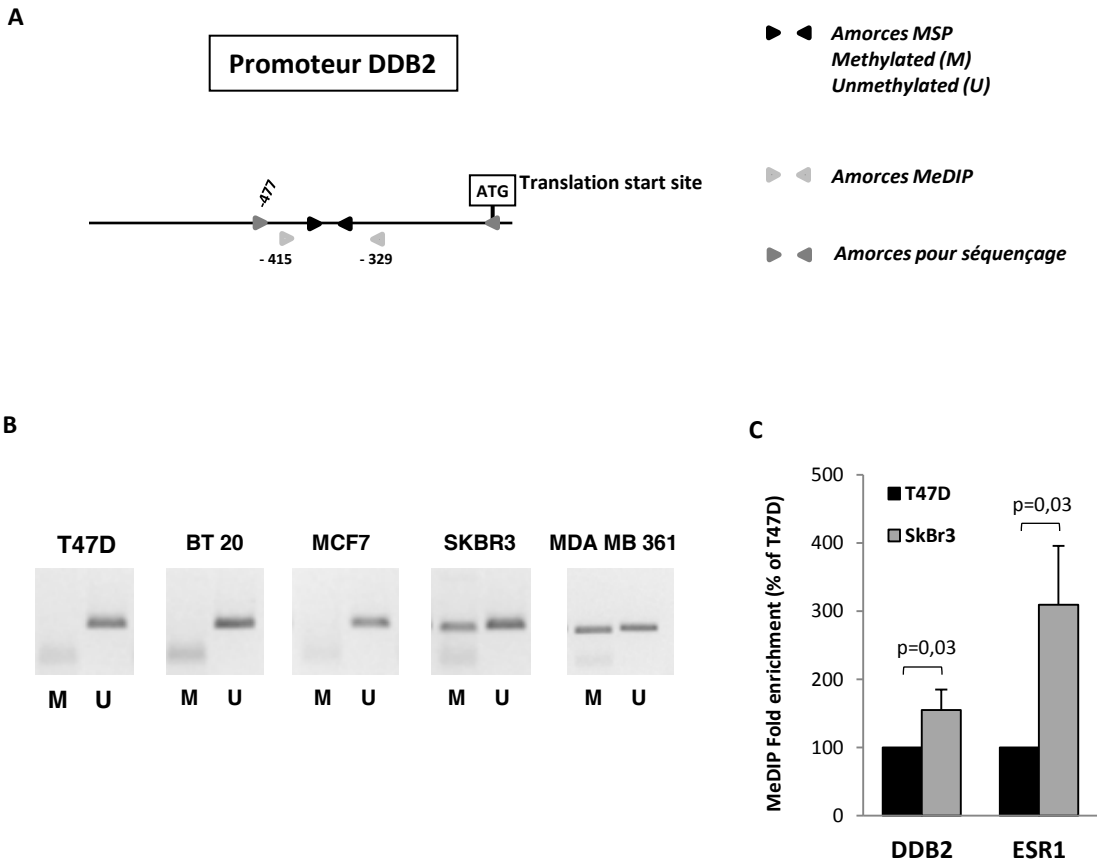 A
Promoteur DDB2
Amorces MSP
Methylated (M)
Unmethylated (U)
Amorces MeDIP
Amorces pour séquençage
-477
ATG
Translation start site
- 415
- 329
B
T47D
BT 20
MCF7
SKBR3
MDA MB 361
M U
M U
M U
M U
M U
C
MeDIP Fold enrichment (% of T47D)
500
400
300
200
100
0
T47D
SkBr3
p=0,03
p=0,03
DDB2
ESR1